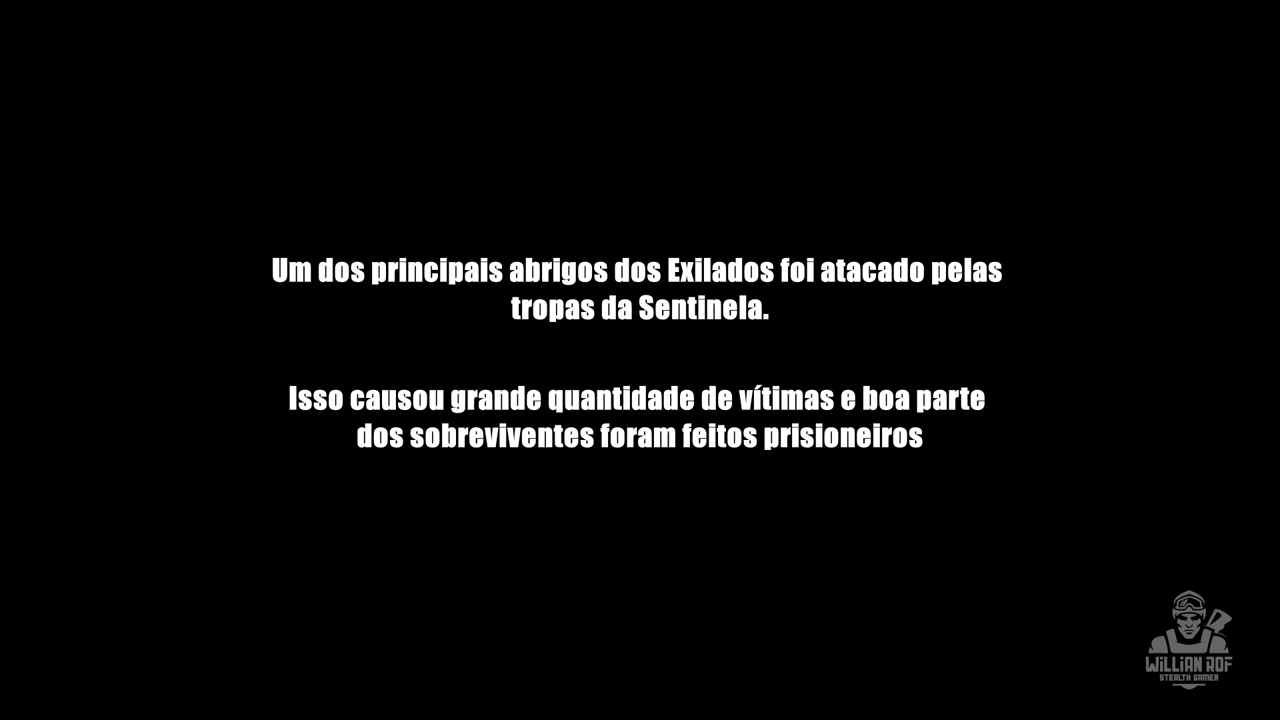 Um dos principais abrigos dos Exilados foi atacado pelas
tropas da Sentinela.
Isso causou grande quantidade de vítimas e boa parte
dos sobreviventes foram feitos prisioneiros
WILLIAN ROF
STEALTH GAMER